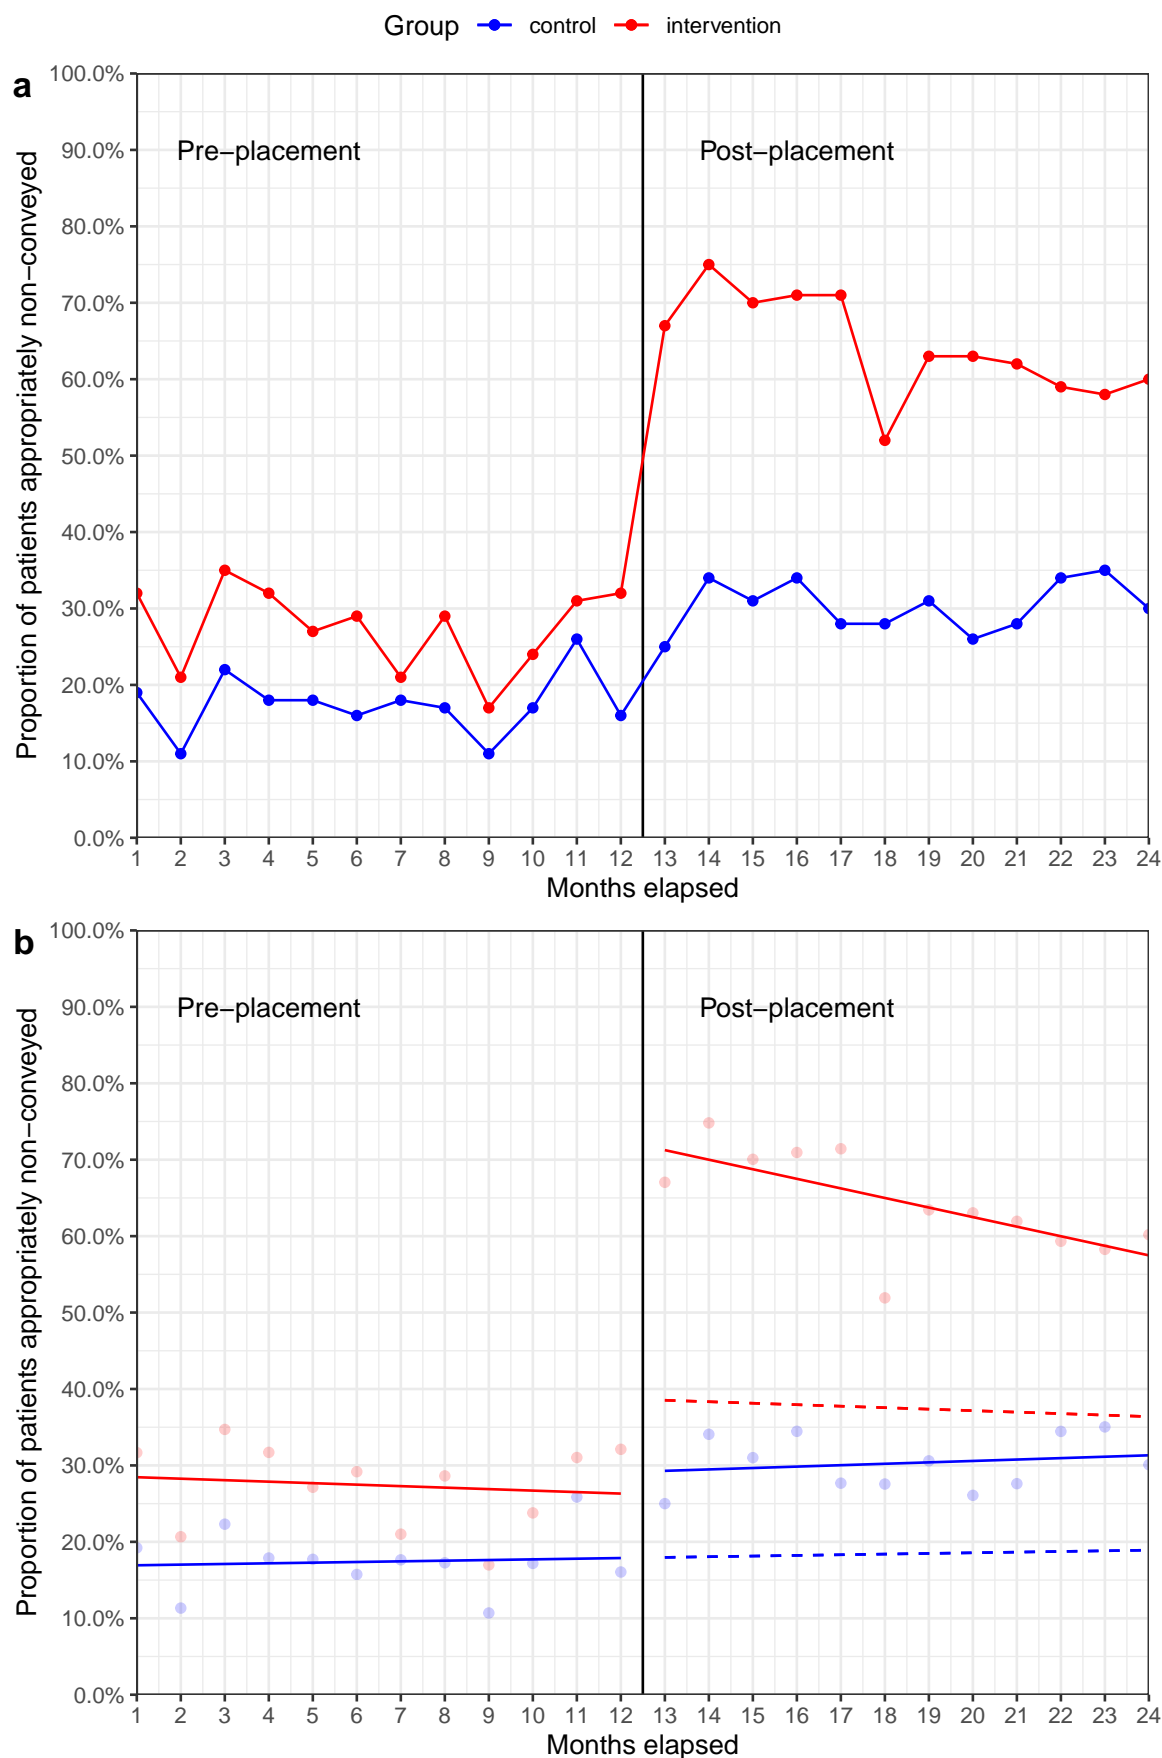 Group control intervention
a
Proportion of patients appropriately non−conveyed
100.0%
90.0%
80.0%
70.0%
60.0%
50.0%
40.0%
30.0%
20.0%
10.0%
0.0%
Pre−placement Post−placement
1 2 3 4 5 6 7 8 9 10 11 12 13 14 15 16 17 18 19 20 21 22 23 24
Months elapsed
b
Proportion of patients appropriately non−conveyed
100.0%
90.0%
80.0%
70.0%
60.0%
50.0%
40.0%
30.0%
20.0%
10.0%
0.0%
Pre−placement Post−placement
1 2 3 4 5 6 7 8 9 10 11 12 13 14 15 16 17 18 19 20 21 22 23 24
Months elapsed